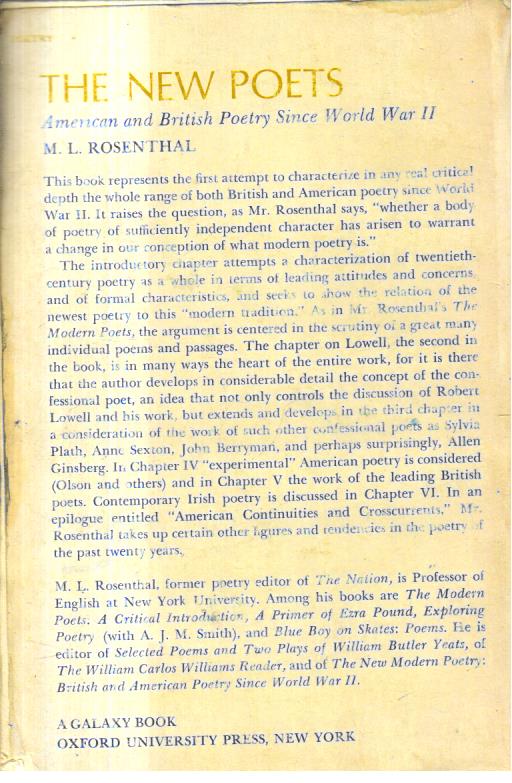 POETRY
THE NEW POETS
American and British Poetry Since World War II
M. L. ROSENTHAL
This book represents the first attempt to characterize in any real critical
depth the whole range of both British and American poetry since World
War II. It raises the question, as Mr. Rosenthal says, “whether a body
of poetry of sufficiently independent character has arisen to warrant
a change in our conception of what modern poetry is.”
The introductory chapter attempts a characterization of twentieth-
century poetry as a whole in terms of leading attitudes and concerns
and of formal characteristics, and seeks to show the relation of the
newest poetry to this “modern tradition.” As in Mr. Rosenthal's The
Modern Poets, the argument is centered in the scrutiny of a great many
individual poems and passages. The chapter on Lowell, the second in
the book, is in many ways the heart of the entire work, for it is there
that the author develops in considerable detail the concept of the con-
fessional poet, an idea that not only controls the discussion of Robert
Lowell and his work, but extends and develops in the third chapter in
a consideration of the work of such other confessional poets as Sylvia
Plath, Anne Sexton, John Berryman, and perhaps surprisingly, Allen
Ginsberg. In Chapter IV “experimental” American poetry is considered
(Olson and others) and in Chapter V the work of the leading British
poets. Contemporary Irish poetry is discussed in Chapter VI. In an
epilogue entitled “American Continuities and Crosscurrents,” Mr.
Rosenthal takes up certain other figures and tendencies in the poetry of
the past twenty years.
M. L. Rosenthal, former poetry editor of The Nation, is Professor of
English at New York University. Among his books are The Modern
Poets: A Critical Introduction, A Primer of Ezra Pound, Exploring
Poetry (with A. J. M. Smith), and Blue Boy on Skates: Poems. He is
editor of Selected Poems and Two Plays of William Butler Yeats, of
The William Carlos Williams Reader, and of The New Modern Poetry:
British and American Poetry Since World War II.
A GALAXY BOOK
OXFORD UNIVERSITY PRESS, NEW YORK